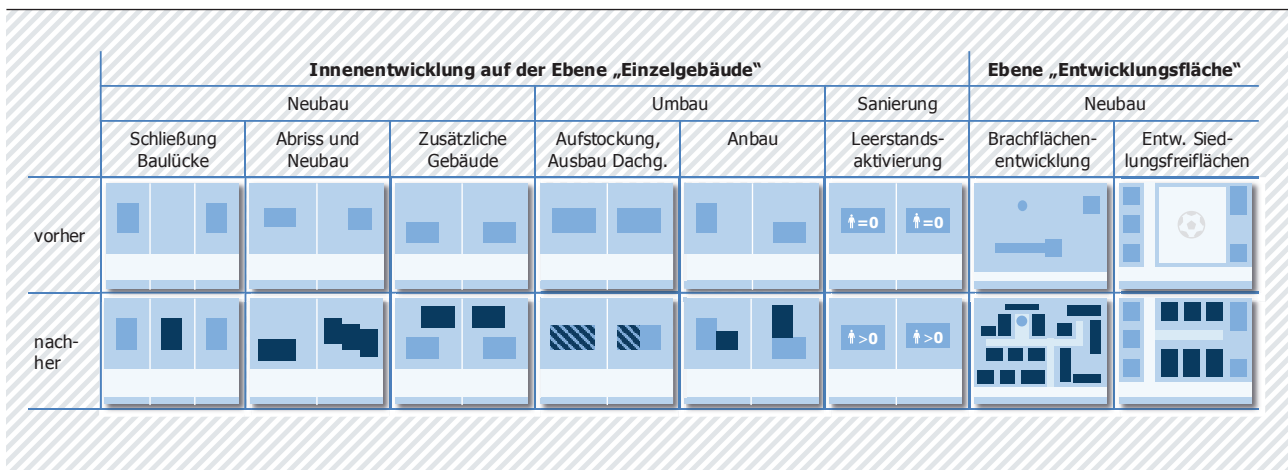 Innenentwicklung auf der Ebene „Einzelgebäude“
Ebene „Entwicklungsfläche“
Neubau
Umbau
Sanierung
Neubau
Schließung
Baulücke
Abriss und
Neubau
Zusätzliche
Gebäude
Aufstockung,
Ausbau Dachg.
Anbau
Leerstands-
aktivierung
Brachflächen-
entwicklung
Entw. Sied-
lungsfreiflächen
vorher
=0
=0
nach-
her
>0
>0